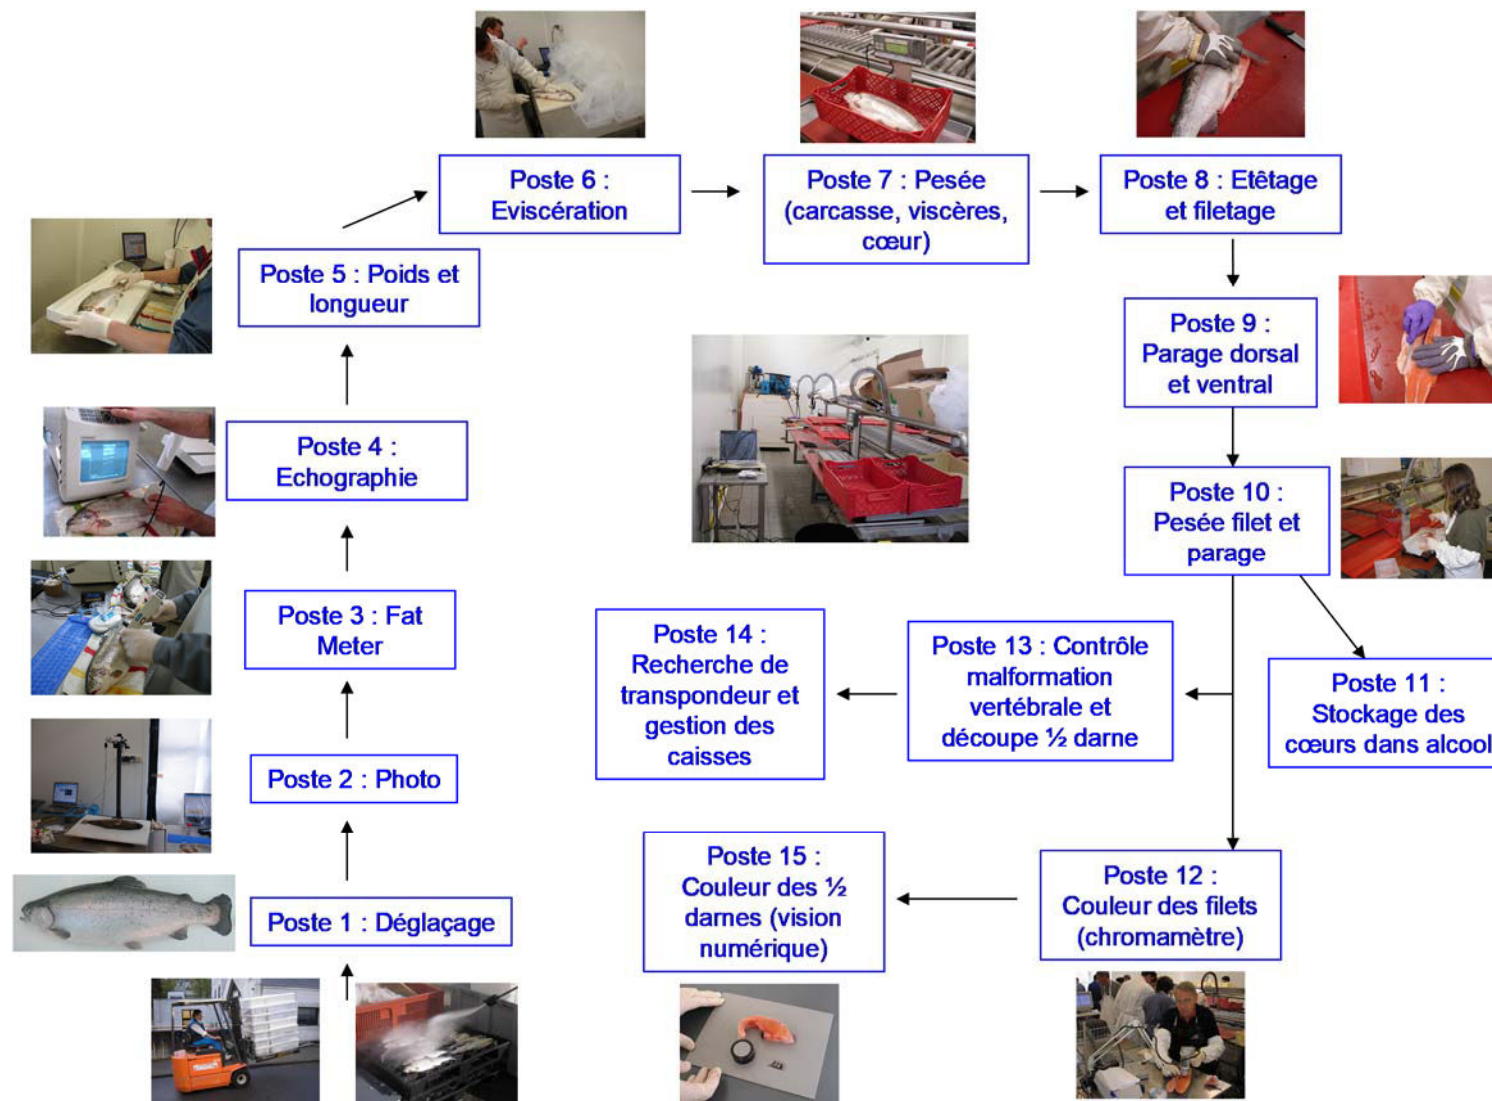 Poste 6 :
Eviscération
Poste 7 : Pesée
(carcasse, viscères,
cœur)
Poste 8 : Etêtage
et filetage
Poste 5 : Poids et
longueur
Poste 9 :
Parage dorsal
et ventral
Poste 4 :
Echographie
Poste 10 :
Pesée filet et
parage
Poste 3 : Fat
Meter
Poste 14 :
Recherche de
transpondeur et
gestion des
caisses
Poste 13 : Contrôle
malformation
vertébrale et
découpe ½ darne
Poste 11 :
Stockage des
cœurs dans alcool
Poste 2 : Photo
Poste 15 :
Couleur des ½
darnes (vision
numérique)
Poste 12 :
Couleur des filets
(chromamètre)
Poste 1 : Déglaçage